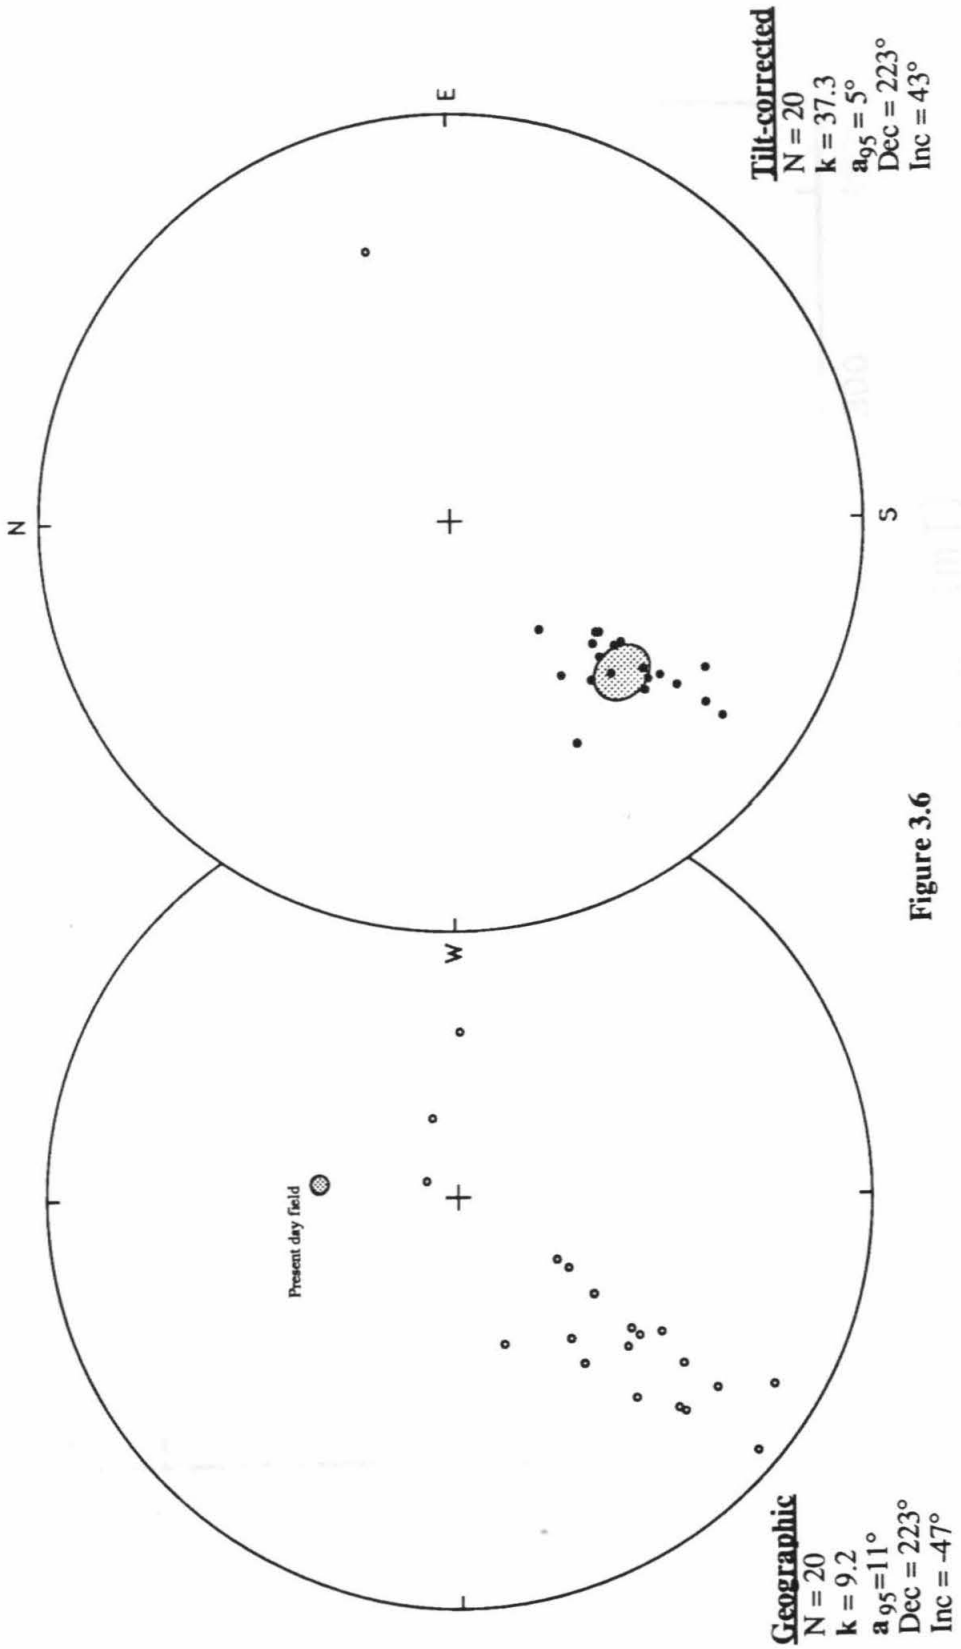 N
E
S
W
Present day field
Geographic
N = 20
k = 9.2
a95=11°
Dec = 223°
Inc = -47°
Tilt-corrected
N = 20
k = 37.3
a95 = 5°
Dec = 223°
Inc = 43°
Figure 3.6